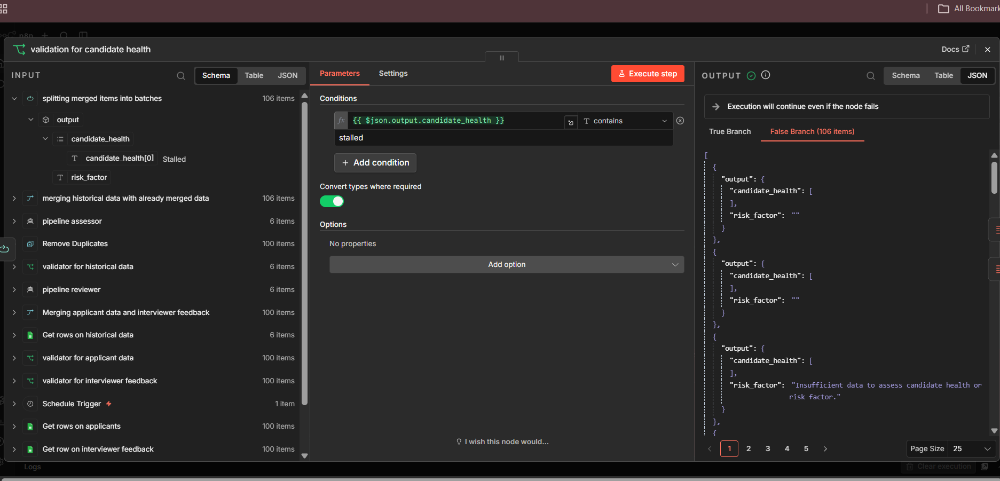 All Bookmark
n8n
validation for candidate health
Docs
INPUT
Schema
Table
JSON
splitting merged items into batches
106 items
output
candidate_health
candidate_health[0]
Stalled
risk_factor
merging historical data with already merged data
106 items
pipeline assessor
6 items
Remove Duplicates
100 items
validator for historical data
6 items
pipeline reviewer
6 items
Merging applicant data and interviewer feedback
100 items
Get rows on historical data
6 items
validator for applicant data
100 items
validator for interviewer feedback
100 items
Schedule Trigger
1 item
Get rows on applicants
100 items
Get row on interviewer feedback
100 items
Logs
Parameters
Settings
Execute step
Conditions
fx
{{ $json.output.candidate_health }}
T contains
stalled
+ Add condition
Convert types where required
Options
No properties
Add option
I wish this node would...
OUTPUT
Schema
Table
JSON
Execution will continue even if the node fails
True Branch
False Branch (106 items)
[
{
"output": {
"candidate_health": [
],
"risk_factor": ""
}
},
{
"output": {
"candidate_health": [
],
"risk_factor": ""
}
},
{
"output": {
"candidate_health": [
],
"risk_factor": "Insufficient data to assess candidate health or
risk factor."
}
},
{
1
2
3
4
5
Page Size
25
Clear execution